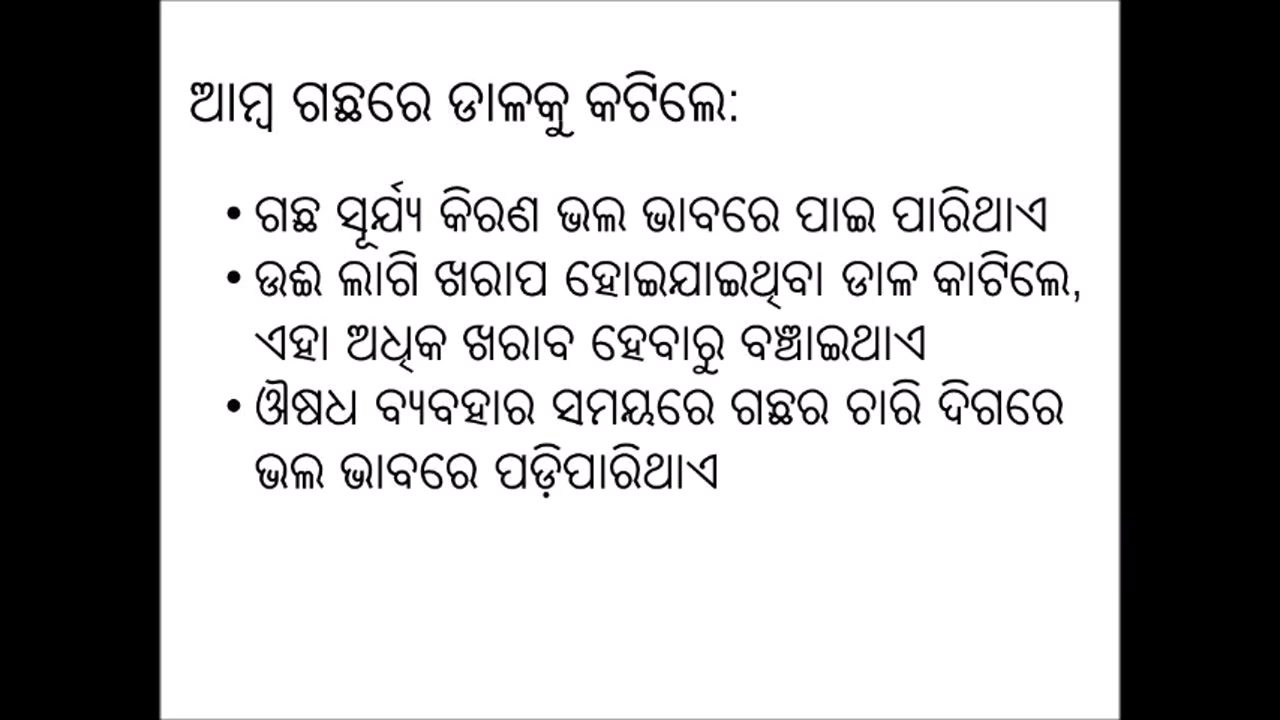 ଆମ୍ବ ଗଛରେ ଡାଳକୁ କଟିଲେ:
• ଗଛ ସୂର୍ଯ୍ୟ କିରଣ ଭଲ ଭାବରେ ପାଇ ପାରିଥାଏ
• ଉଈ ଲାଗି ଖରାପ ହୋଇଯାଇଥିବା ଡାଳ କାଟିଲେ,
ଏହା ଅଧିକ ଖରାବ ହେବାରୁ ବଞ୍ଚାଇଥାଏ
• ଔଷଧ ବ୍ୟବହାର ସମୟରେ ଗଛର ଚାରି ଦିଗରେ
ଭଲ ଭାବରେ ପଡ଼ିପାରିଥାଏ